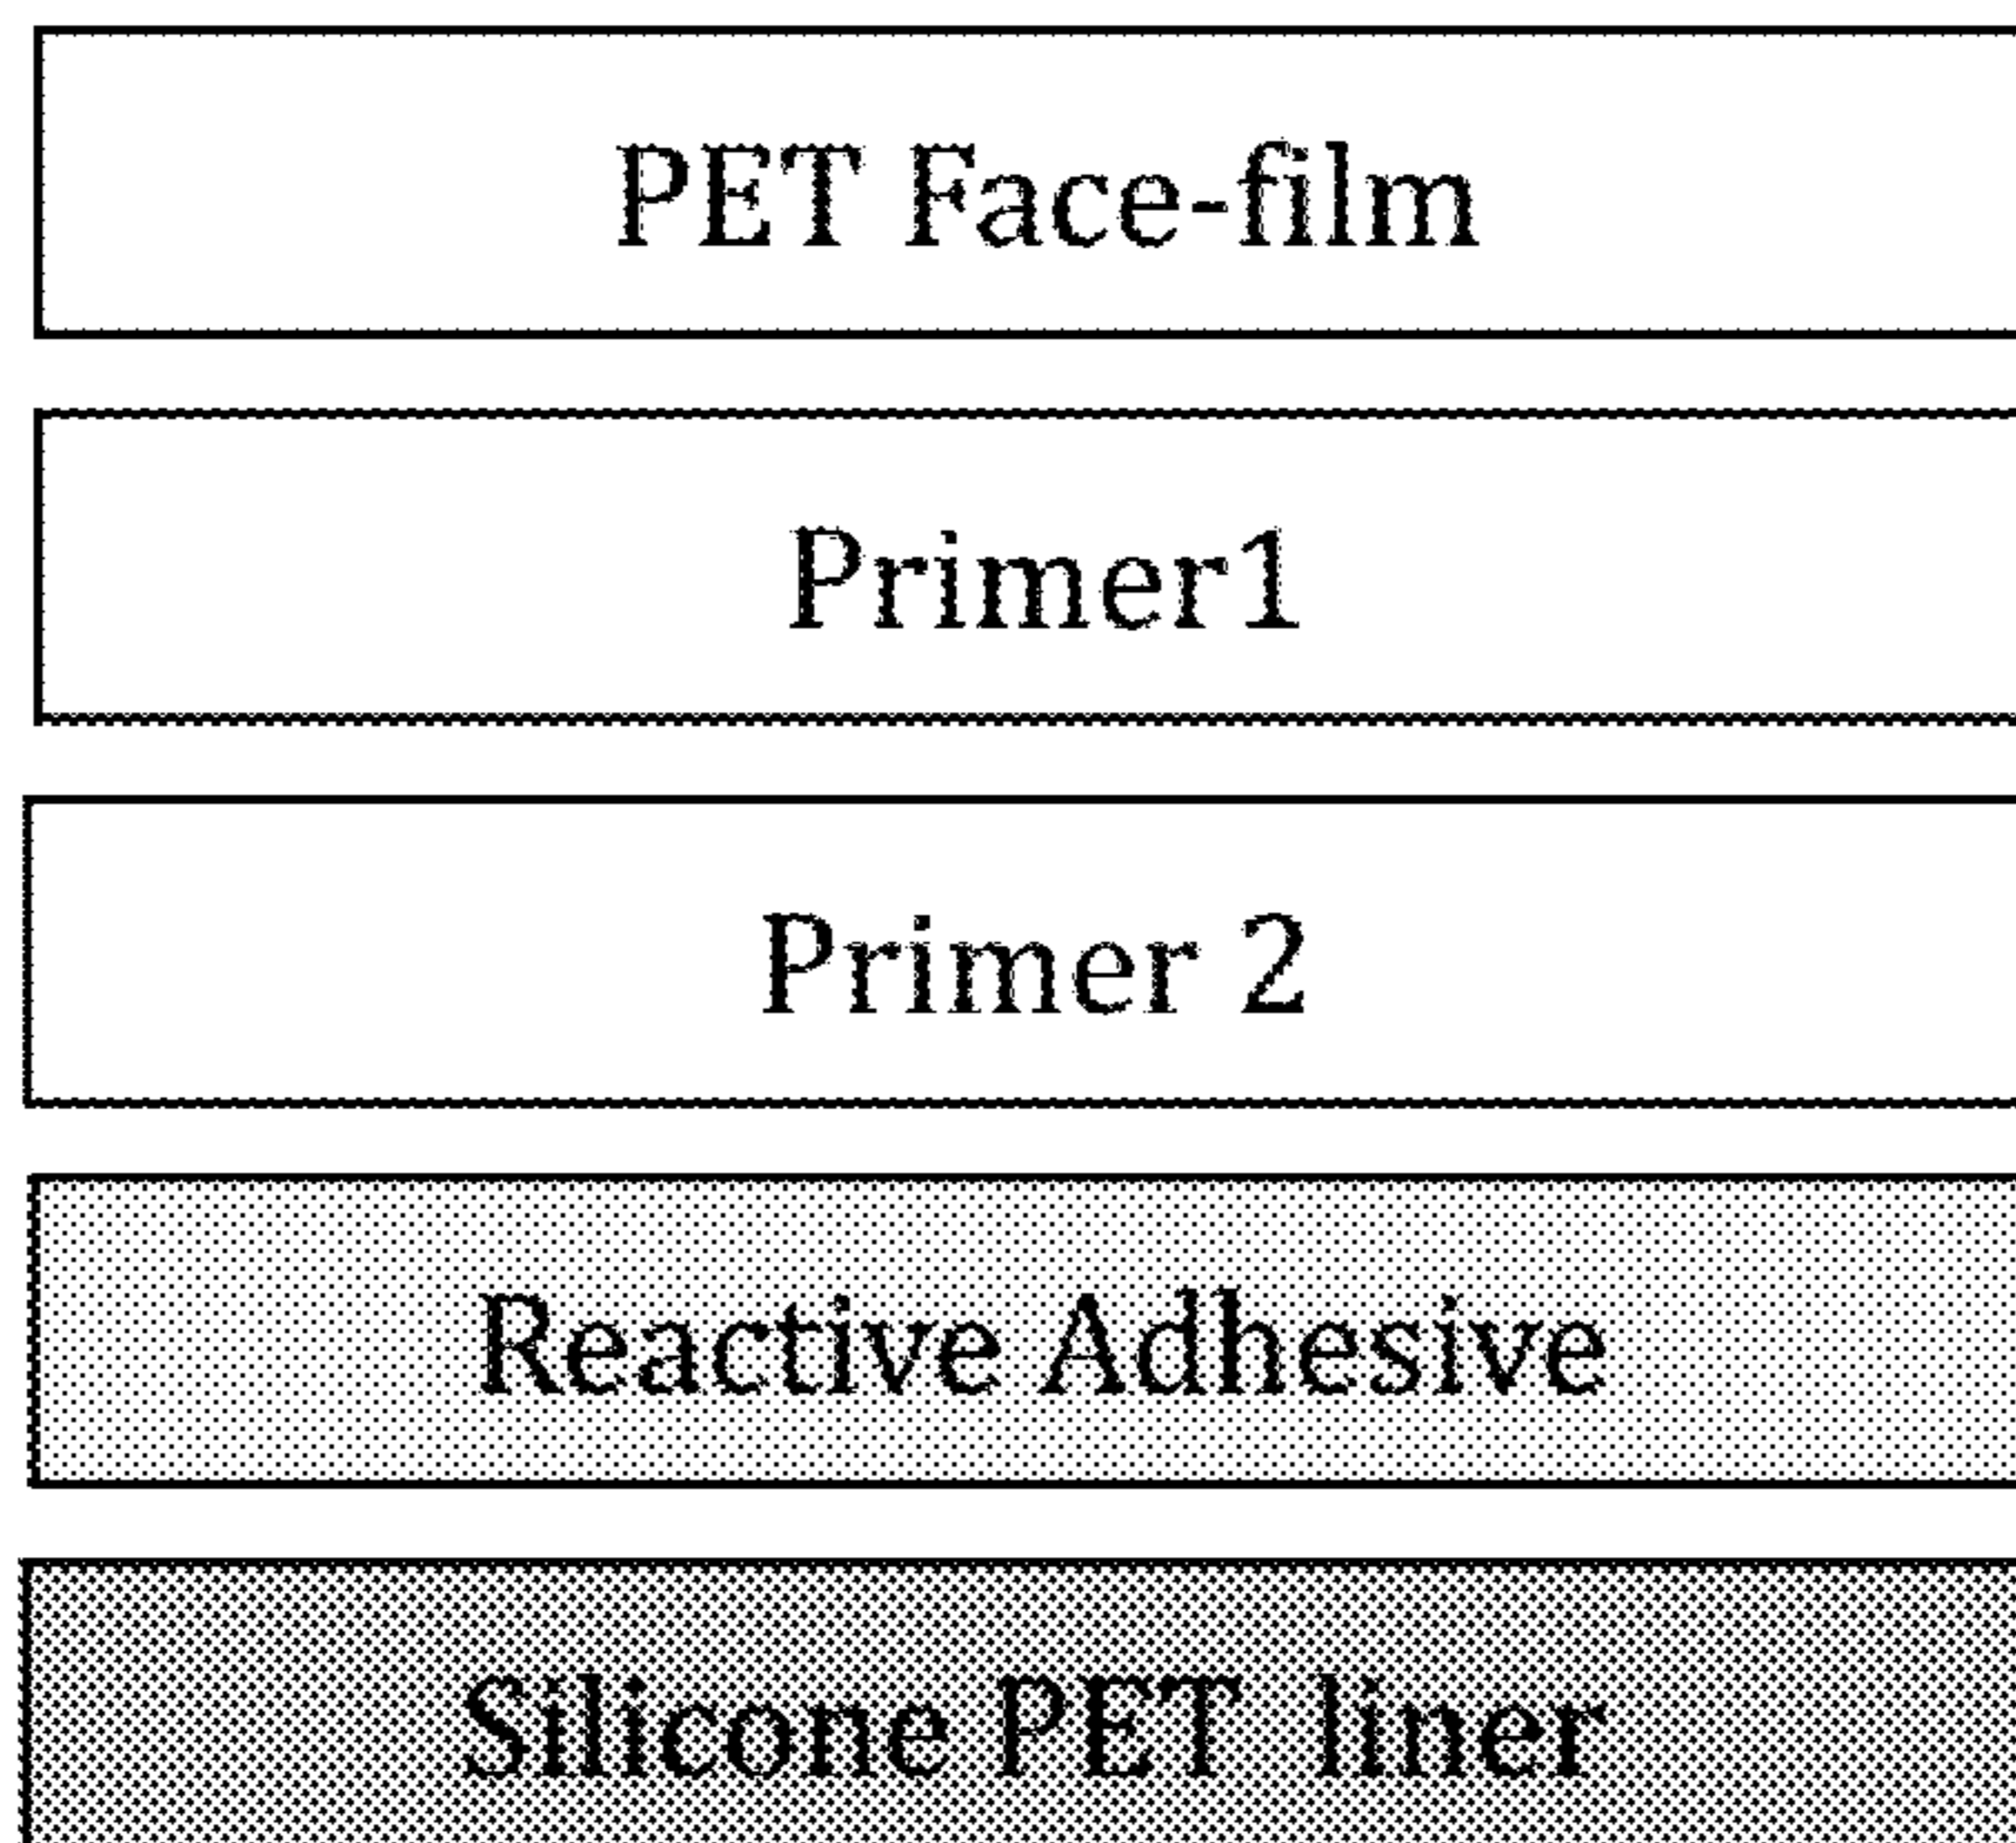 PET Face-film
Primer1
Primer 2
Reactive Adhesive
Silicone PET liner